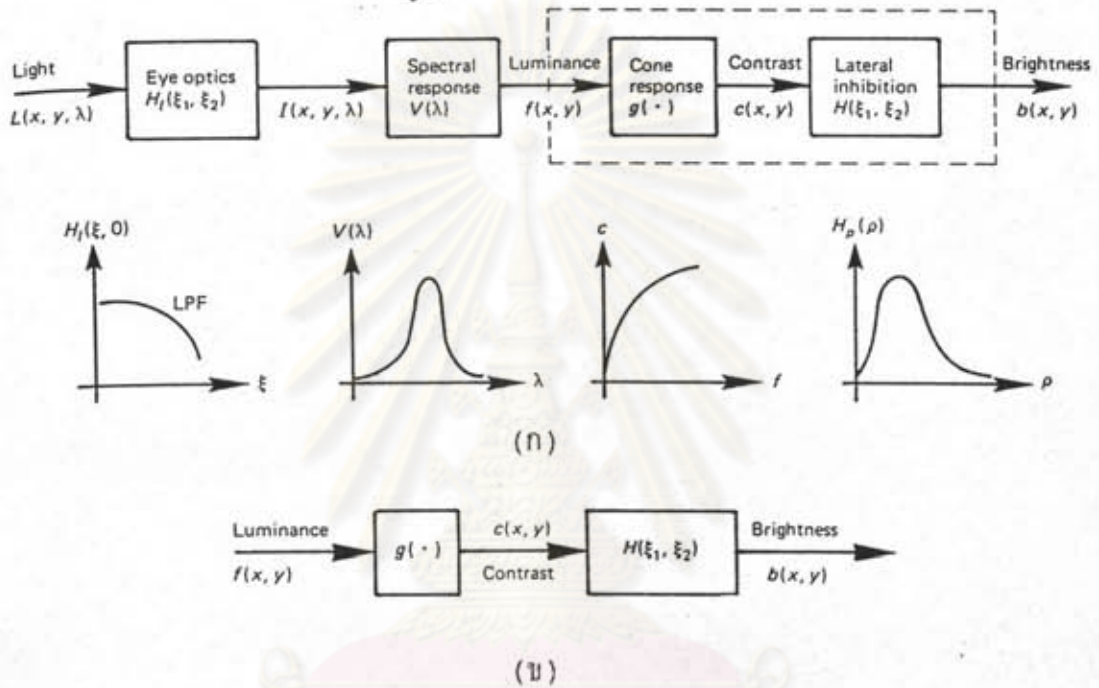 Light
L(x, y, λ)
Eye optics
H_l(ξ₁, ξ₂)
I(x, y, λ)
Spectral
response
V(λ)
Luminance
f(x, y)
Cone
response
g( · )
Contrast
c(x, y)
Lateral
inhibition
H(ξ₁, ξ₂)
Brightness
b(x, y)
H_l(ξ, 0)
LPF
ξ
V(λ)
λ
c
f
H_p(ρ)
ρ
(ก)
Luminance
f(x, y)
g( · )
c(x, y)
Contrast
H(ξ₁, ξ₂)
Brightness
b(x, y)
(ข)